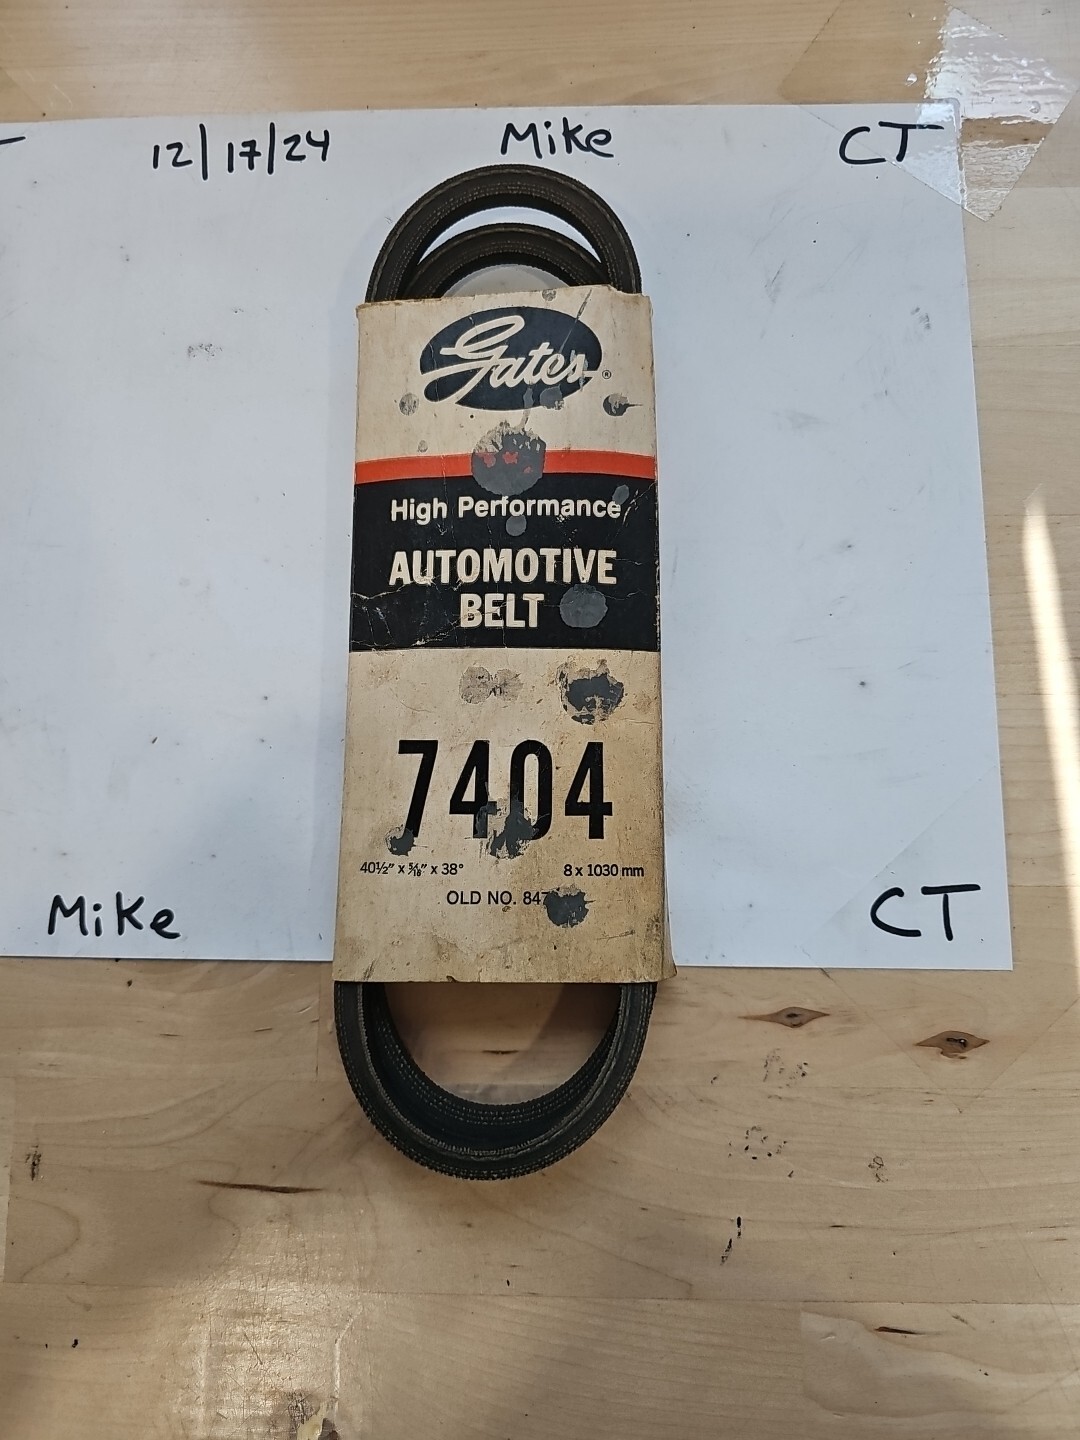 12/17/24 Mike CT
Gates®
High Performance
AUTOMOTIVE
BELT
7404
40½" x 5/16" x 38° 8 x 1030 mm
OLD NO. 847
Mike CT